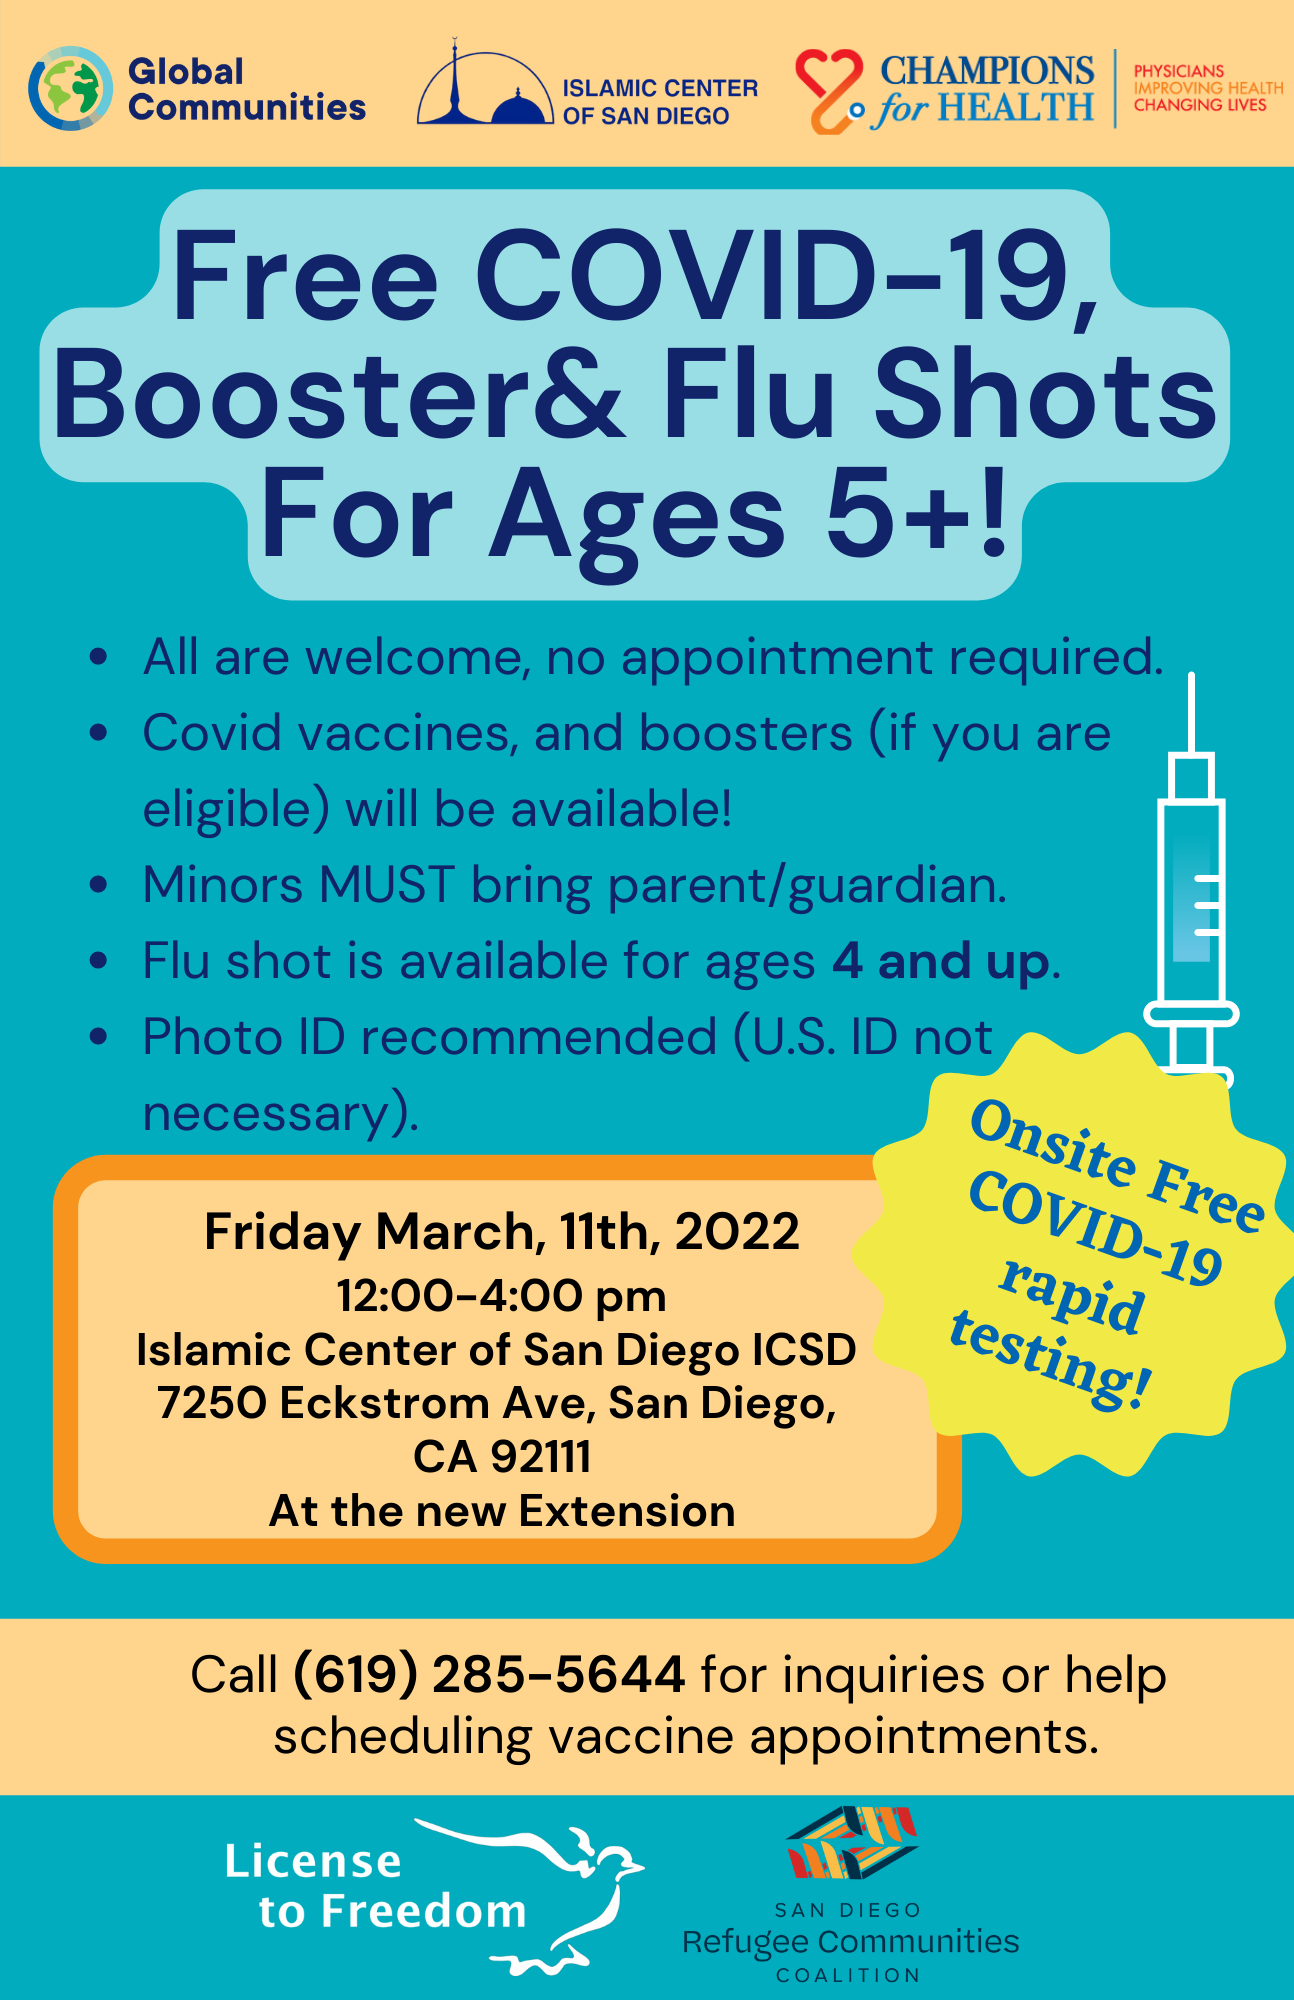 Global
Communities
ISLAMIC CENTER
OF SAN DIEGO
CHAMPIONS
for HEALTH
PHYSICIANS
IMPROVING HEALTH
CHANGING LIVES
Free COVID-19,
Booster& Flu Shots
For Ages 5+!
• All are welcome, no appointment required.
• Covid vaccines, and boosters (if you are
eligible) will be available!
• Minors MUST bring parent/guardian.
• Flu shot is available for ages 4 and up.
• Photo ID recommended (U.S. ID not
necessary).
Onsite Free
COVID-19
rapid
testing!
Friday March, 11th, 2022
12:00-4:00 pm
Islamic Center of San Diego ICSD
7250 Eckstrom Ave, San Diego,
CA 92111
At the new Extension
Call (619) 285-5644 for inquiries or help
scheduling vaccine appointments.
License
to Freedom
SAN DIEGO
Refugee Communities
COALITION